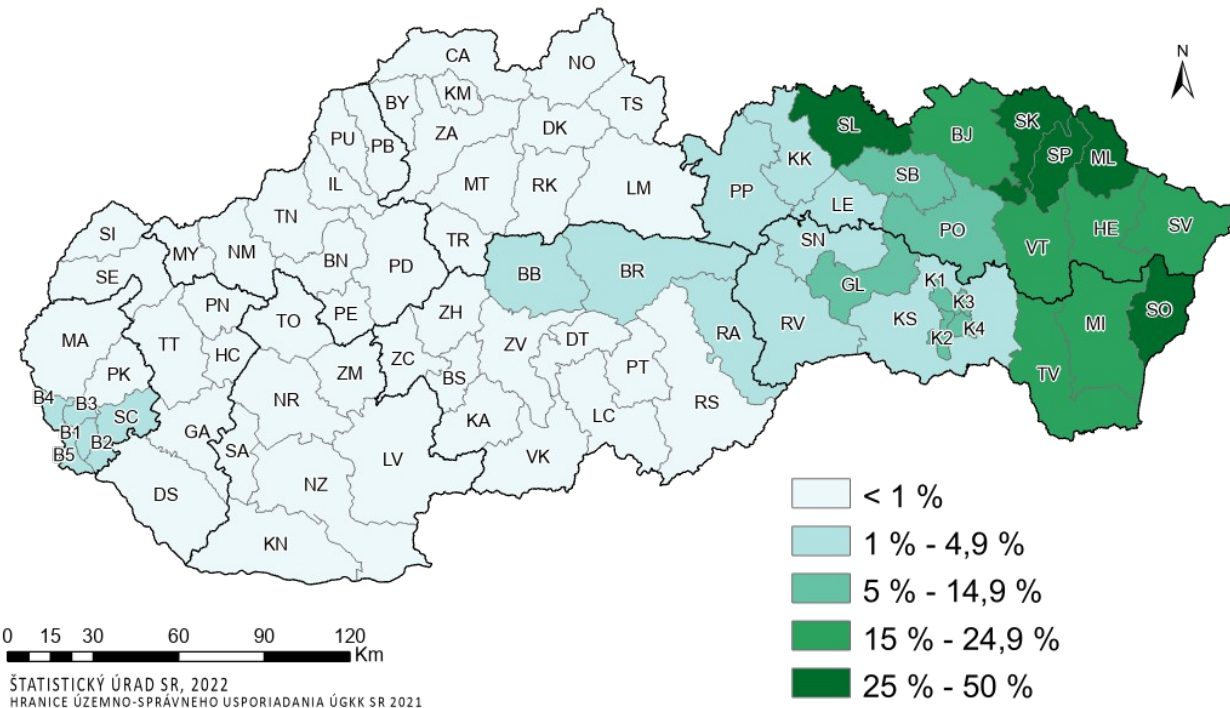 N
CA
NO
BY
KM
TS
PU
PB
ZA
DK
IL
MT
RK
LM
TN
SI
MY
NM
BN
PD
TR
SE
PN
PE
TO
ZH
BB
BR
MA
TT
HC
ZM
ZC
ZV
DT
PK
NR
BS
PT
B4
B3
SC
B1
B2
B5
GA
SA
KA
LC
RS
DS
NZ
LV
VK
KN
SL
BJ
SK
SP
ML
KK
SB
PP
LE
PO
VT
HE
SV
SN
GL
K1
K3
RA
RV
KS
K2
K4
MI
SO
TV
< 1 %
1 % - 4,9 %
5 % - 14,9 %
15 % - 24,9 %
25 % - 50 %
0 15 30 60 90 120
Km
ŠTATISTICKÝ ÚRAD SR, 2022
HRANICE ÚZEMNO-SPRÁVNEHO USPORIADANIA ÚGKK SR 2021